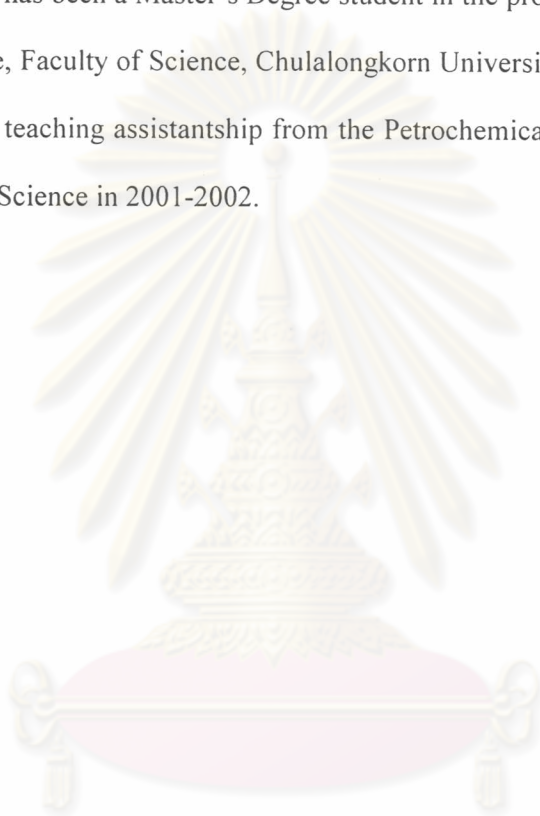 has been a Master's Degree student in the pro
e, Faculty of Science, Chulalongkorn Universi
teaching assistantship from the Petrochemica
Science in 2001-2002.